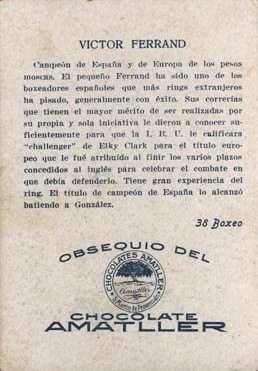 VICTOR FERRAND
Campeón de España y de Europa de los pesos
moscas. El pequeño Ferrand ha sido uno de los
boxeadores españoles que más rings extranjeros
ha pisado, generalmente con éxito. Sus correrías
que tienen el mayor mérito de ser realizadas por
su propia y sola iniciativa le dieron a conocer su-
ficientemente para que la I. B. U. le calificara
"challenger" de Elky Clark para el título euro-
peo que le fué atribuído al finir los varios plazos
concedidos al inglés para celebrar el combate en
que debía defenderlo. Tiene gran experiencia del
ring. El título de campeón de España lo alcanzó
batiendo a González.
38 Boxeo
OBSEQUIO DEL
CHOCOLATES AMATLLER
Amatller
CHOCOLATE
AMATLLER